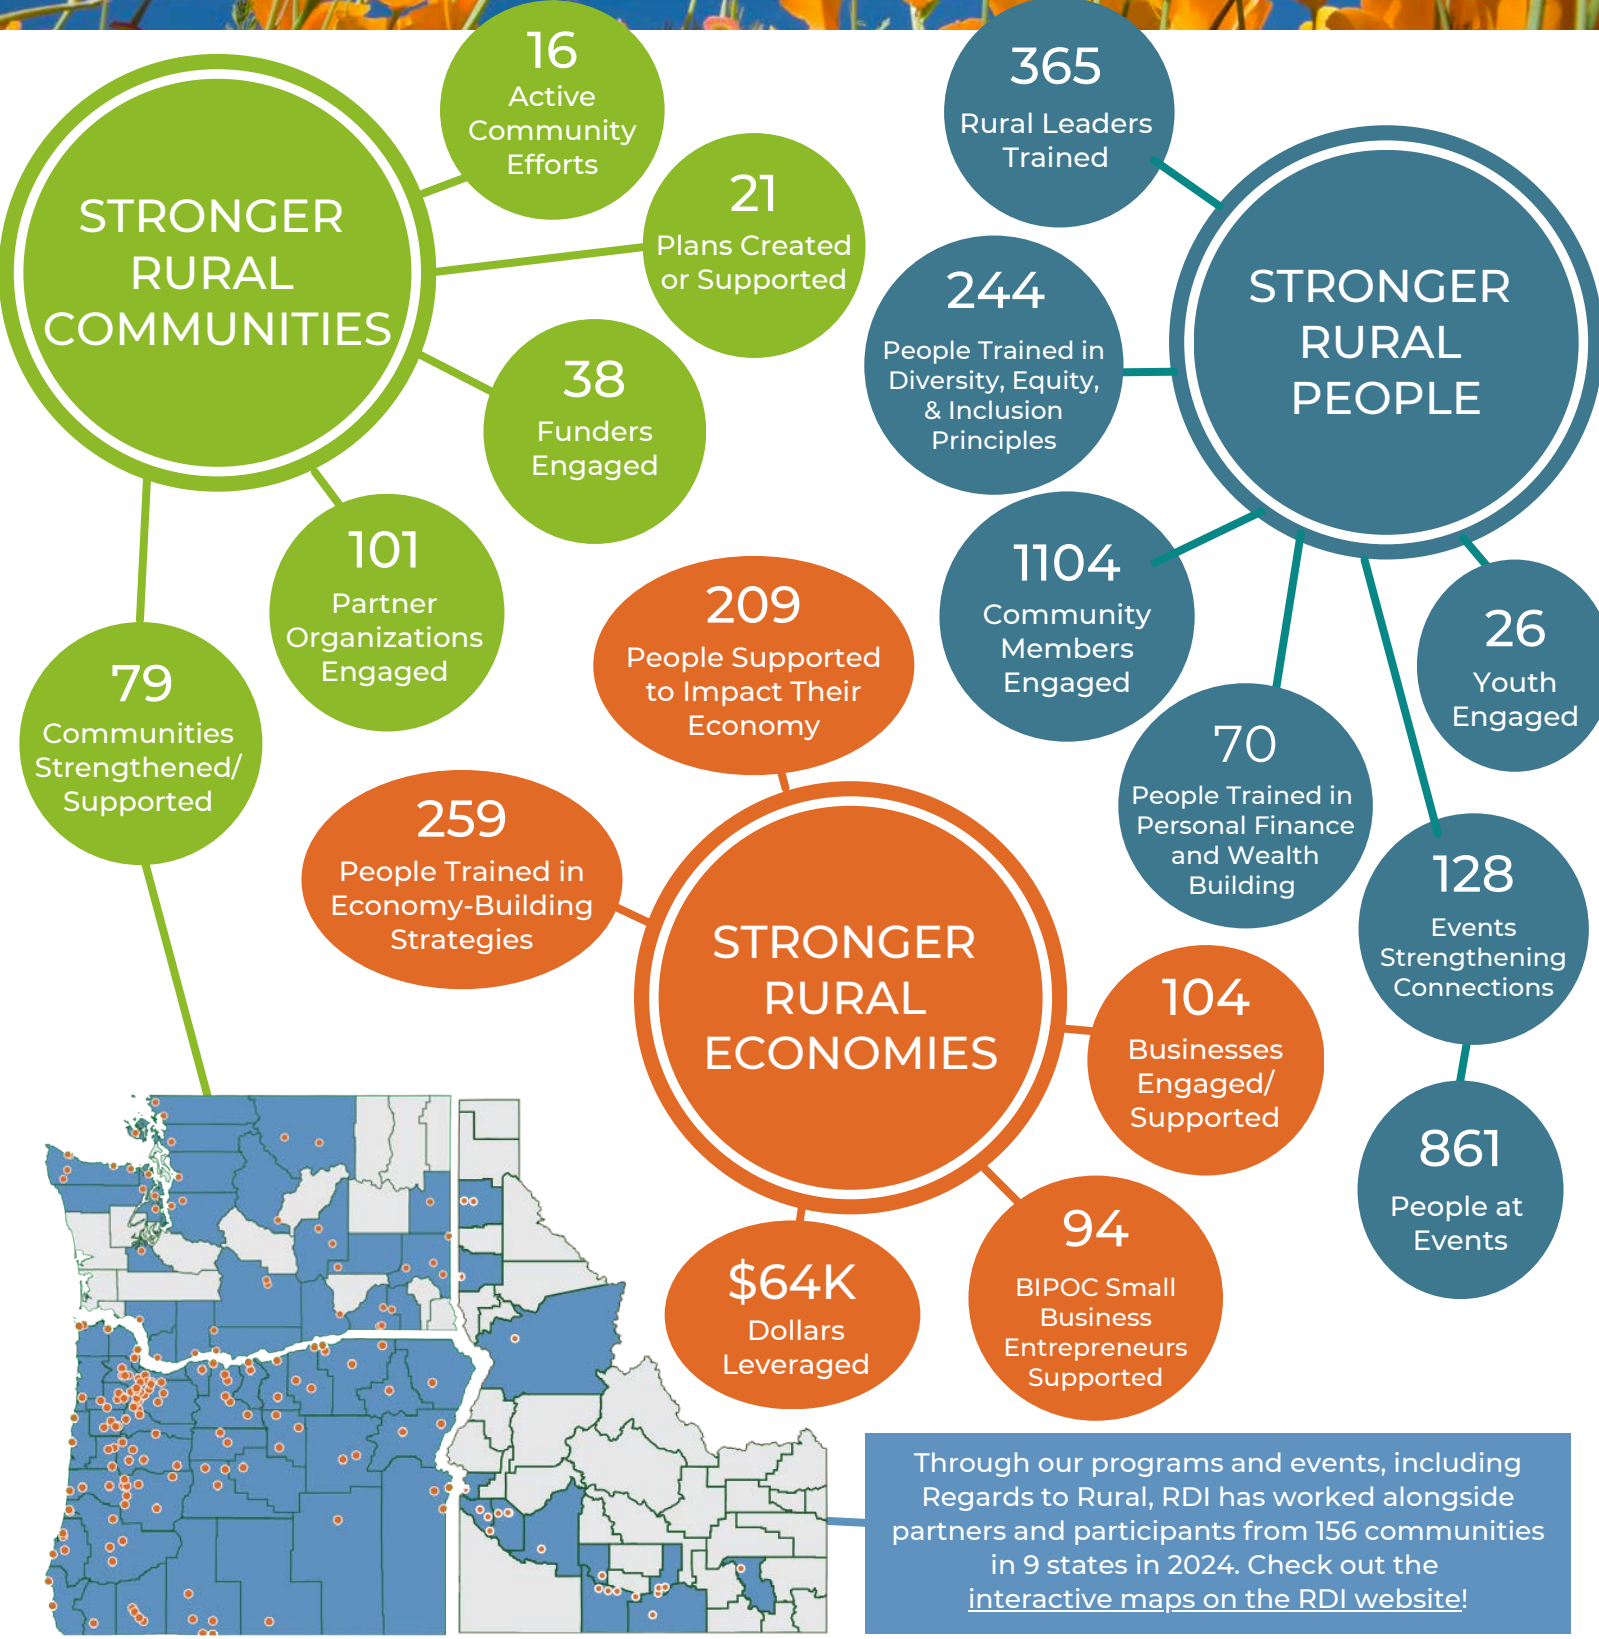 STRONGER
RURAL
COMMUNITIES
16
Active
Community
Efforts
21
Plans Created
or Supported
38
Funders
Engaged
101
Partner
Organizations
Engaged
79
Communities
Strengthened/
Supported
STRONGER
RURAL
PEOPLE
365
Rural Leaders
Trained
244
People Trained in
Diversity, Equity,
& Inclusion
Principles
1104
Community
Members
Engaged
70
People Trained in
Personal Finance
and Wealth
Building
26
Youth
Engaged
128
Events
Strengthening
Connections
861
People at
Events
STRONGER
RURAL
ECONOMIES
209
People Supported
to Impact Their
Economy
259
People Trained in
Economy-Building
Strategies
104
Businesses
Engaged/
Supported
94
BIPOC Small
Business
Entrepreneurs
Supported
$64K
Dollars
Leveraged
Through our programs and events, including
Regards to Rural, RDI has worked alongside
partners and participants from 156 communities
in 9 states in 2024. Check out the
interactive maps on the RDI website!